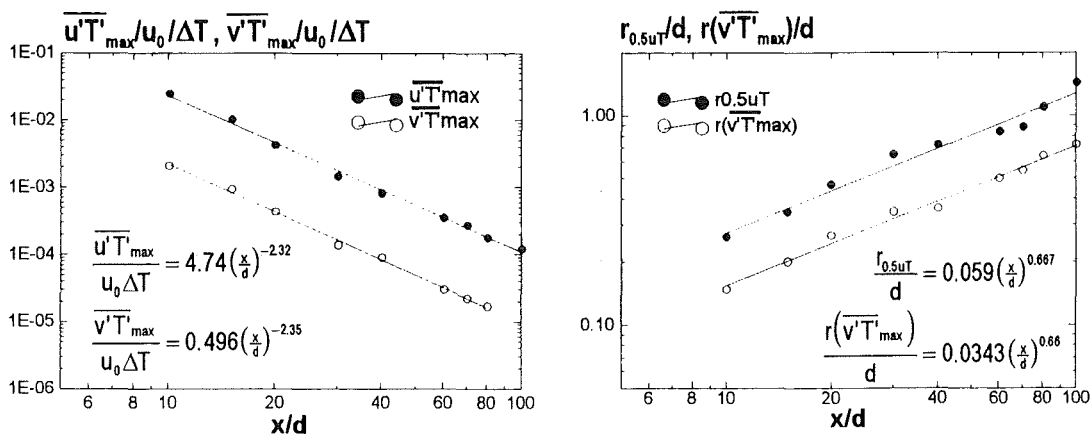 u'T'max/u₀/ΔT , v'T'max/u₀/ΔT
1E-01
1E-02
1E-03
1E-04
1E-05
1E-06
u'T'max
v'T'max
u'T'max / u₀ΔT = 4.74(x/d)^-2.32
v'T'max / u₀ΔT = 0.496(x/d)^-2.35
6 8 10 20 40 60 80 100
x/d
r0.5uT/d, r(v'T'max)/d
1.00
0.10
r0.5uT
r(v'T'max)
r0.5uT / d = 0.059(x/d)^0.667
r(v'T'max) / d = 0.0343(x/d)^0.66
6 8 10 20 40 60 80 100
x/d